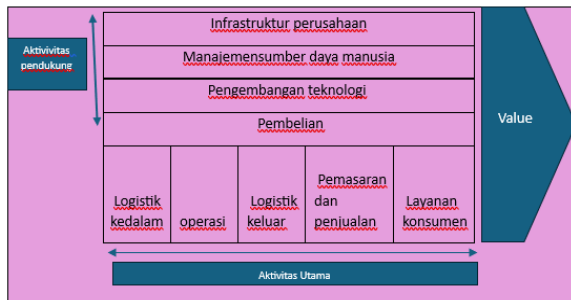 Infrastruktur perusahaan
Aktivivitas
pendukung
Manajemensumber daya manusia
Pengembangan teknologi
Pembelian
Value
Logistik
kedalam
operasi
Logistik
keluar
Pemasaran
dan
penjualan
Layanan
konsumen
Aktivitas Utama